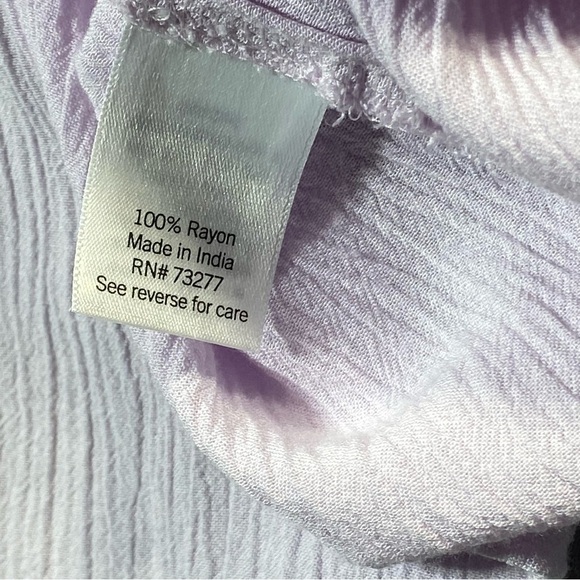 100% Rayon
Made in India
RN# 73277
See reverse for care